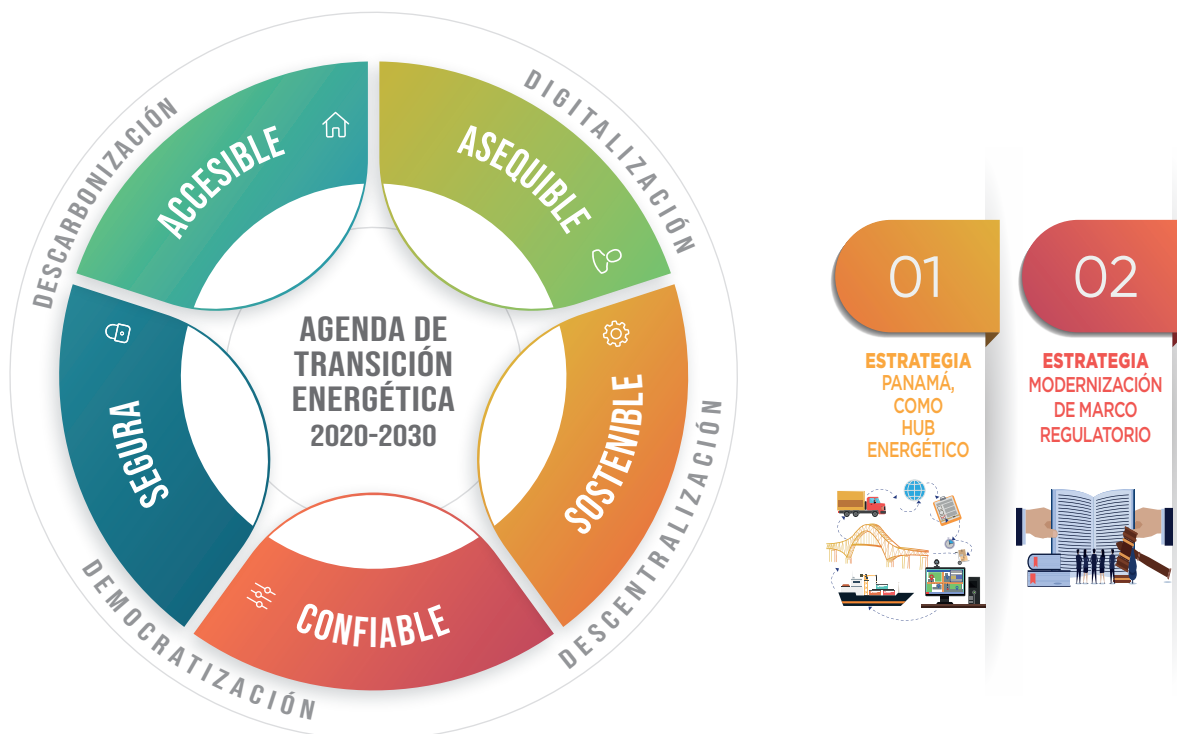 DESCARBONIZACIÓN
DIGITALIZACIÓN
ACCESIBLE
ASEQUIBLE
SEGURA
AGENDA DE
TRANSICIÓN
ENERGÉTICA
2020-2030
SOSTENIBLE
CONFIABLE
DEMOCRATIZACIÓN
DESCENTRALIZACIÓN
01
ESTRATEGIA
PANAMÁ,
COMO
HUB
ENERGÉTICO
02
ESTRATEGIA
MODERNIZACIÓN
DE MARCO
REGULATORIO